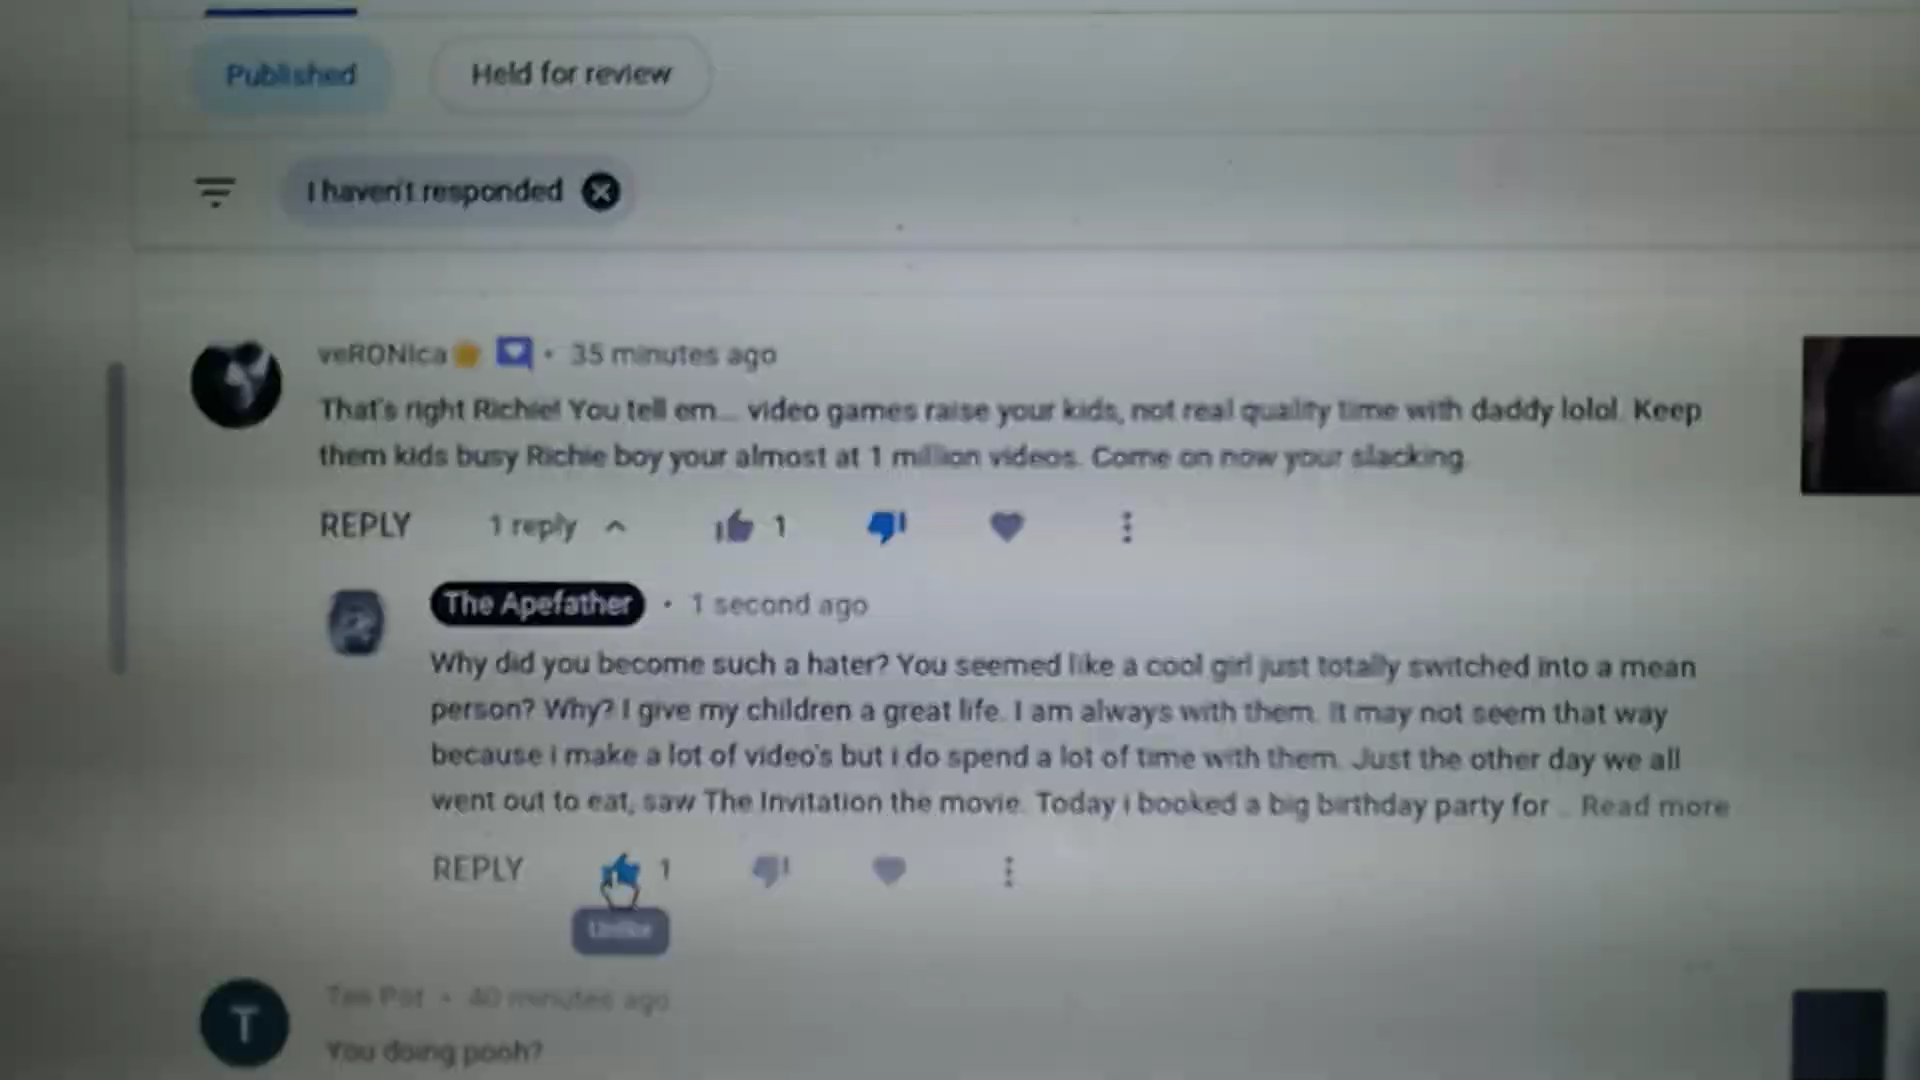 Published
Held for review
I haven't responded
veRONica
35 minutes ago
That's right Richie! You tell em... video games raise your kids, not real quality time with daddy lolol. Keep
them kids busy Richie boy your almost at 1 million videos. Come on now your slacking.
REPLY 1 reply 1
The Apefather • 1 second ago
Why did you become such a hater? You seemed like a cool girl just totally switched into a mean
person? Why? I give my children a great life. I am always with them. It may not seem that way
because i make a lot of video's but i do spend a lot of time with them. Just the other day we all
went out to eat, saw The Invitation the movie. Today i booked a big birthday party for ... Read more
REPLY 1
Unlike
T
Tea Pot • 40 minutes ago
You doing pooh?